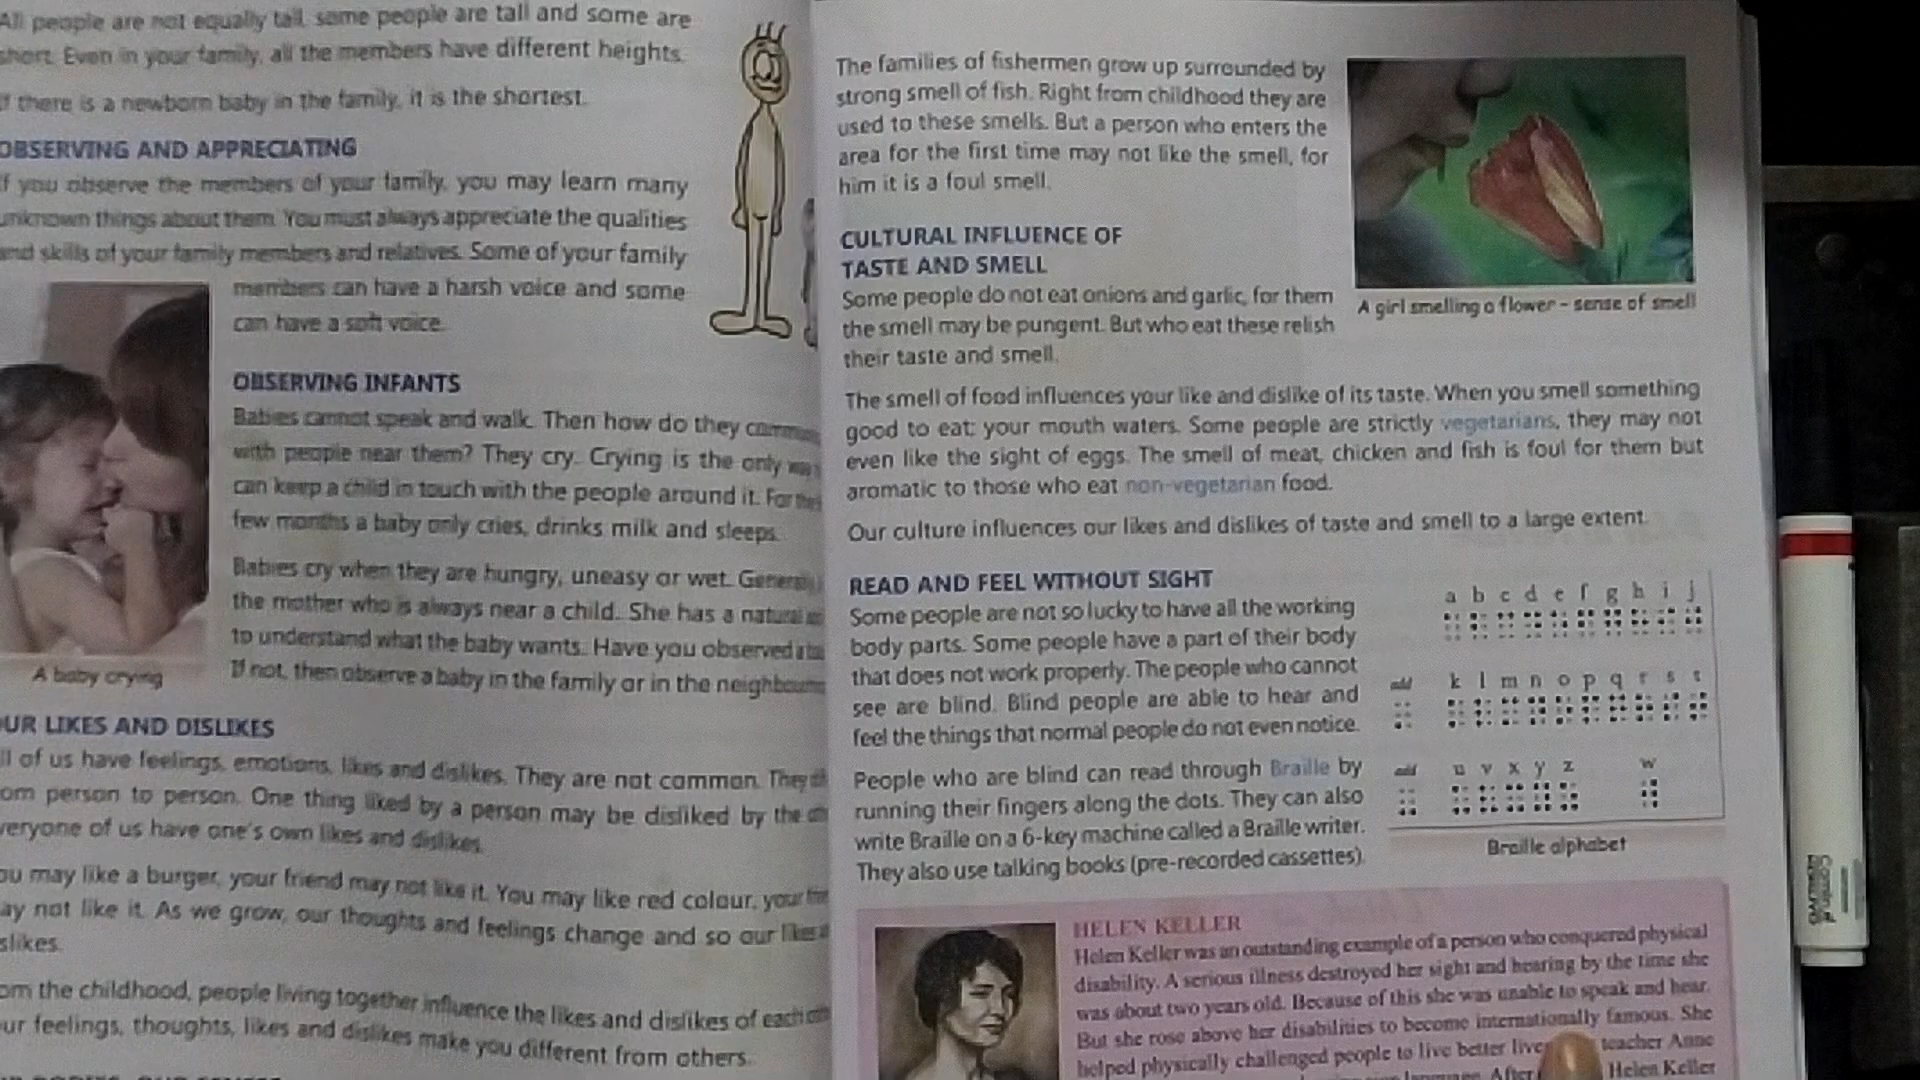 All people are not equally tall, some people are tall and some are
short. Even in your family, all the members have different heights.
If there is a newborn baby in the family, it is the shortest.
OBSERVING AND APPRECIATING
If you observe the members of your family, you may learn many
unknown things about them. You must always appreciate the qualities
and skills of your family members and relatives. Some of your family
members can have a harsh voice and some
can have a soft voice.
OBSERVING INFANTS
Babies cannot speak and walk. Then how do they
with people near them? They cry. Crying is the only
can keep a child in touch with the people around it. For
few months a baby only cries, drinks milk and sleeps.
Babies cry when they are hungry, uneasy or wet.
the mother who is always near a child. She has a natural
to understand what the baby wants. Have you observed
If not, then observe a baby in the family or in the
A baby crying
UR LIKES AND DISLIKES
ll of us have feelings, emotions, likes and dislikes. They are not common. They
om person to person. One thing liked by a person may be disliked by the
veryone of us have one's own likes and dislikes.
ou may like a burger, your friend may not like it. You may like red colour, your
ay not like it. As we grow, our thoughts and feelings change and so our likes
slikes.
om the childhood, people living together influence the likes and dislikes of each
ur feelings, thoughts, likes and dislikes make you different from others.
The families of fishermen grow up surrounded by
strong smell of fish. Right from childhood they are
used to these smells. But a person who enters the
area for the first time may not like the smell, for
him it is a foul smell.
A girl smelling a flower – sense of smell
CULTURAL INFLUENCE OF
TASTE AND SMELL
Some people do not eat onions and garlic, for them
the smell may be pungent. But who eat these relish
their taste and smell.
The smell of food influences your like and dislike of its taste. When you smell something
good to eat; your mouth waters. Some people are strictly vegetarians, they may not
even like the sight of eggs. The smell of meat, chicken and fish is foul for them but
aromatic to those who eat non-vegetarian food.
Our culture influences our likes and dislikes of taste and smell to a large extent.
READ AND FEEL WITHOUT SIGHT
Some people are not so lucky to have all the working
body parts. Some people have a part of their body
that does not work properly. The people who cannot
see are blind. Blind people are able to hear and
feel the things that normal people do not even notice.
People who are blind can read through Braille by
running their fingers along the dots. They can also
write Braille on a 6-key machine called a Braille writer.
They also use talking books (pre-recorded cassettes).
a b c d e f g h i j
add k l m n o p q r s t
add u v x y z w
Braille alphabet
HELEN KELLER
Helen Keller was an outstanding example of a person who conquered physical
disability. A serious illness destroyed her sight and hearing by the time she
was about two years old. Because of this she was unable to speak and hear.
But she rose above her disabilities to become internationally famous. She
helped physically challenged people to live better teacher Anne
language. After Helen Keller